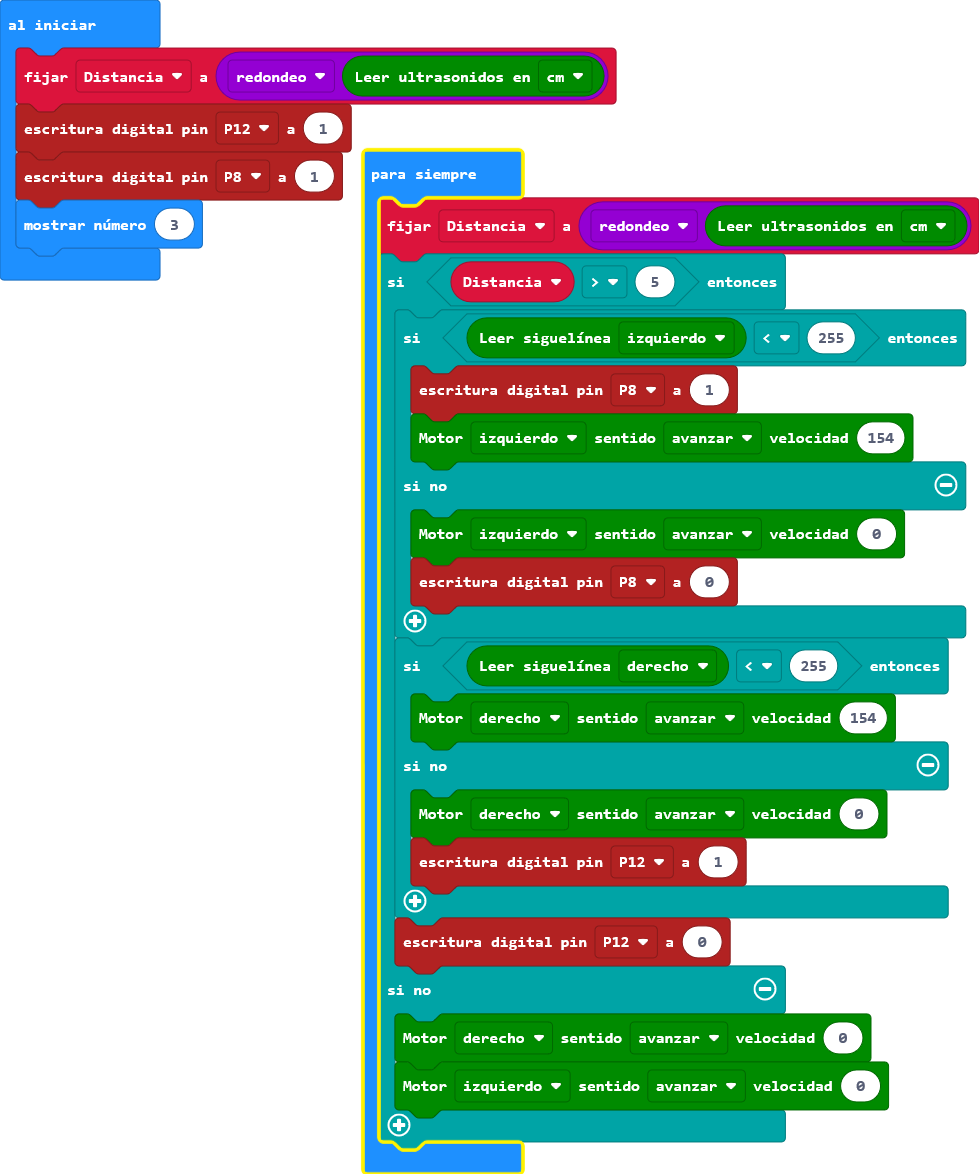 al iniciar
fijar Distancia a redondeo Leer ultrasonidos en cm
escritura digital pin P12 a 1
escritura digital pin P8 a 1
mostrar número 3
para siempre
fijar Distancia a redondeo Leer ultrasonidos en cm
si Distancia > 5 entonces
si Leer siguelínea izquierdo < 255 entonces
escritura digital pin P8 a 1
Motor izquierdo sentido avanzar velocidad 154
si no
Motor izquierdo sentido avanzar velocidad 0
escritura digital pin P8 a 0
si Leer siguelínea derecho < 255 entonces
Motor derecho sentido avanzar velocidad 154
si no
Motor derecho sentido avanzar velocidad 0
escritura digital pin P12 a 1
escritura digital pin P12 a 0
si no
Motor derecho sentido avanzar velocidad 0
Motor izquierdo sentido avanzar velocidad 0